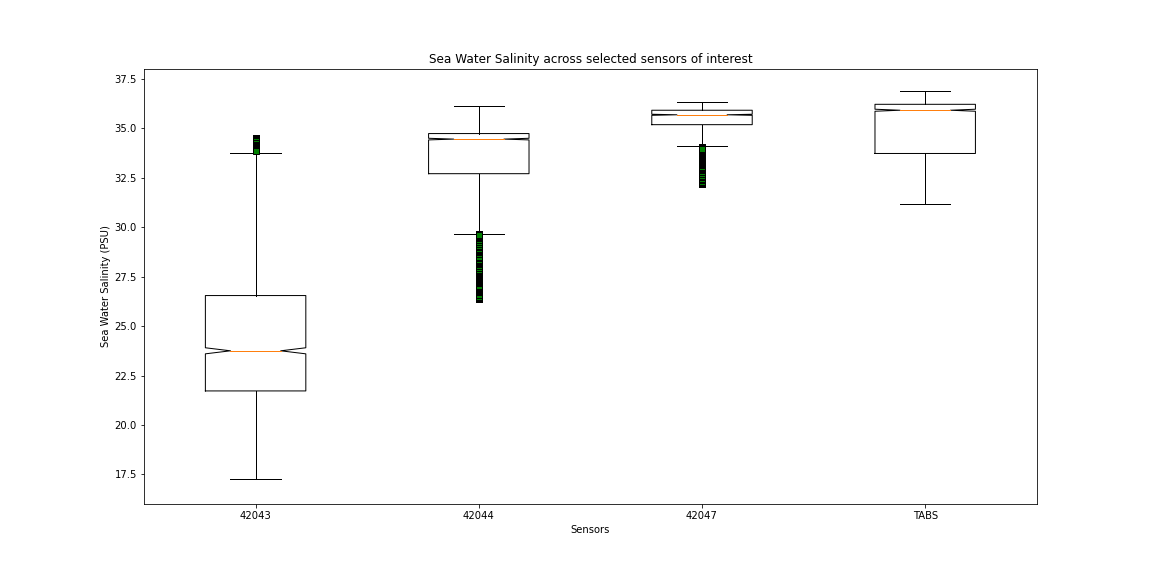 Sea Water Salinity across selected sensors of interest
Sea Water Salinity (PSU)
37.5
35.0
32.5
30.0
27.5
25.0
22.5
20.0
17.5
42043 42044 42047 TABS
Sensors